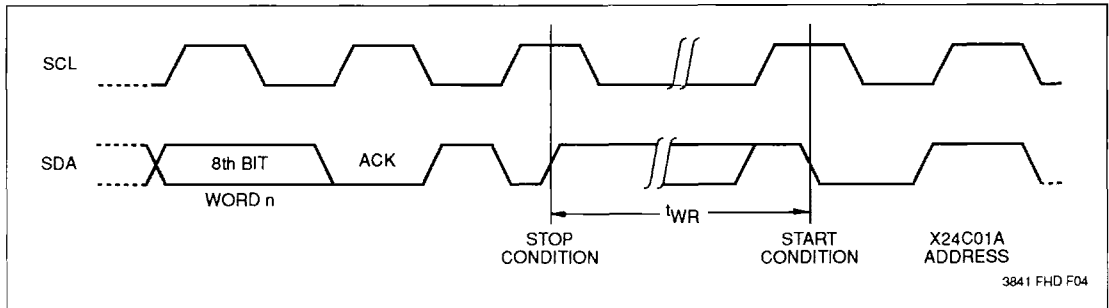 SCL
SDA
8th BIT
ACK
WORD n
tWR
STOP
CONDITION
START
CONDITION
X24C01A
ADDRESS
3841 FHD F04